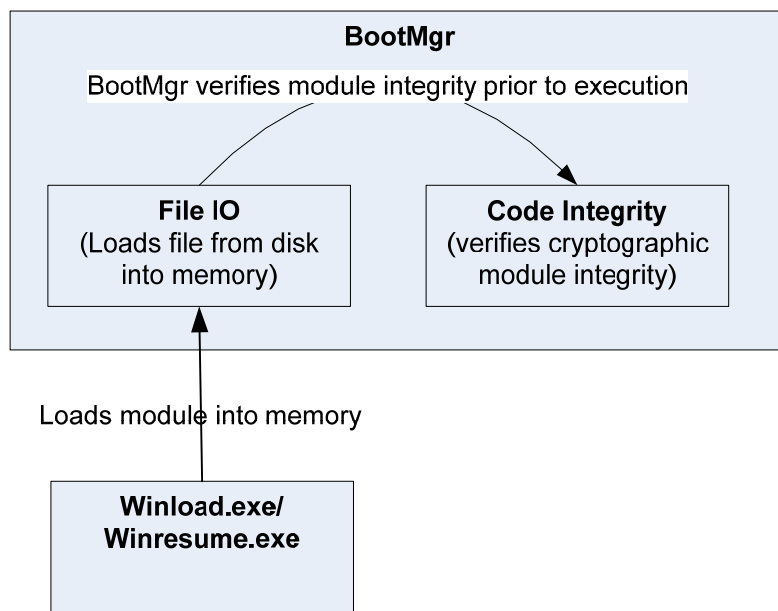 BootMgr
BootMgr verifies module integrity prior to execution
File IO
(Loads file from disk
into memory)
Code Integrity
(verifies cryptographic
module integrity)
Loads module into memory
Winload.exe/
Winresume.exe